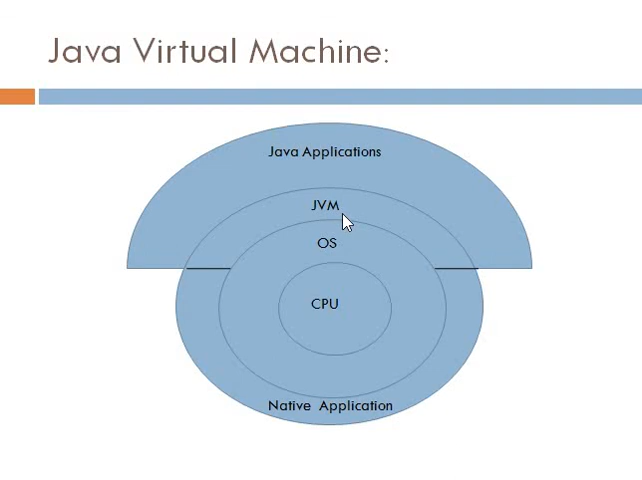 Java Virtual Machine:
Java Applications
JVM
OS
CPU
Native Application